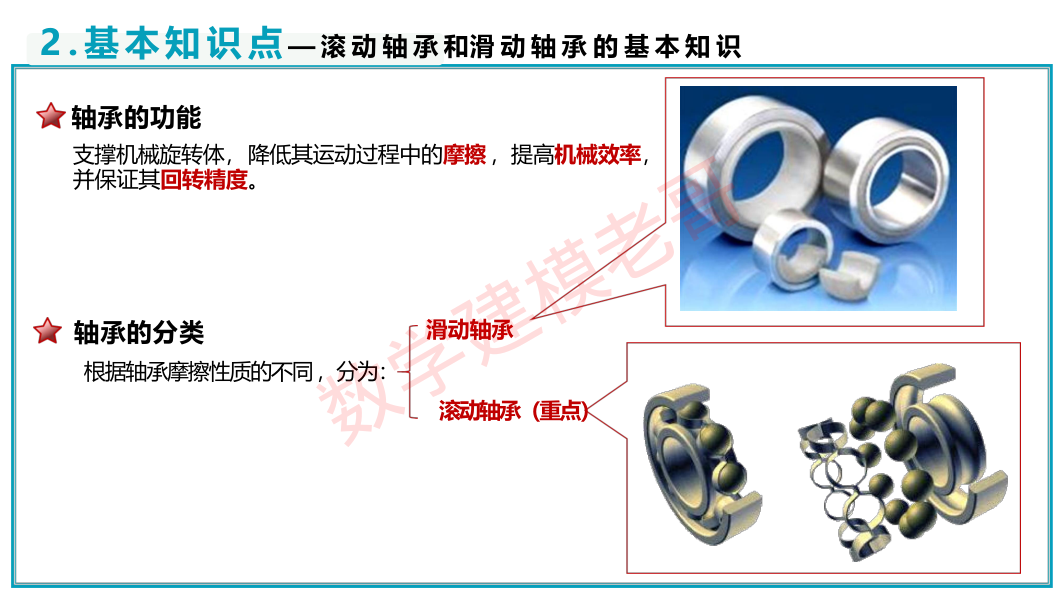 2.基本知识点—滚动轴承和滑动轴承的基本知识
轴承的功能
支撑机械旋转体，降低其运动过程中的摩擦，提高机械效率，
并保证其回转精度。
轴承的分类
滑动轴承
根据轴承摩擦性质的不同，分为：
滚动轴承（重点）
数学建模老哥